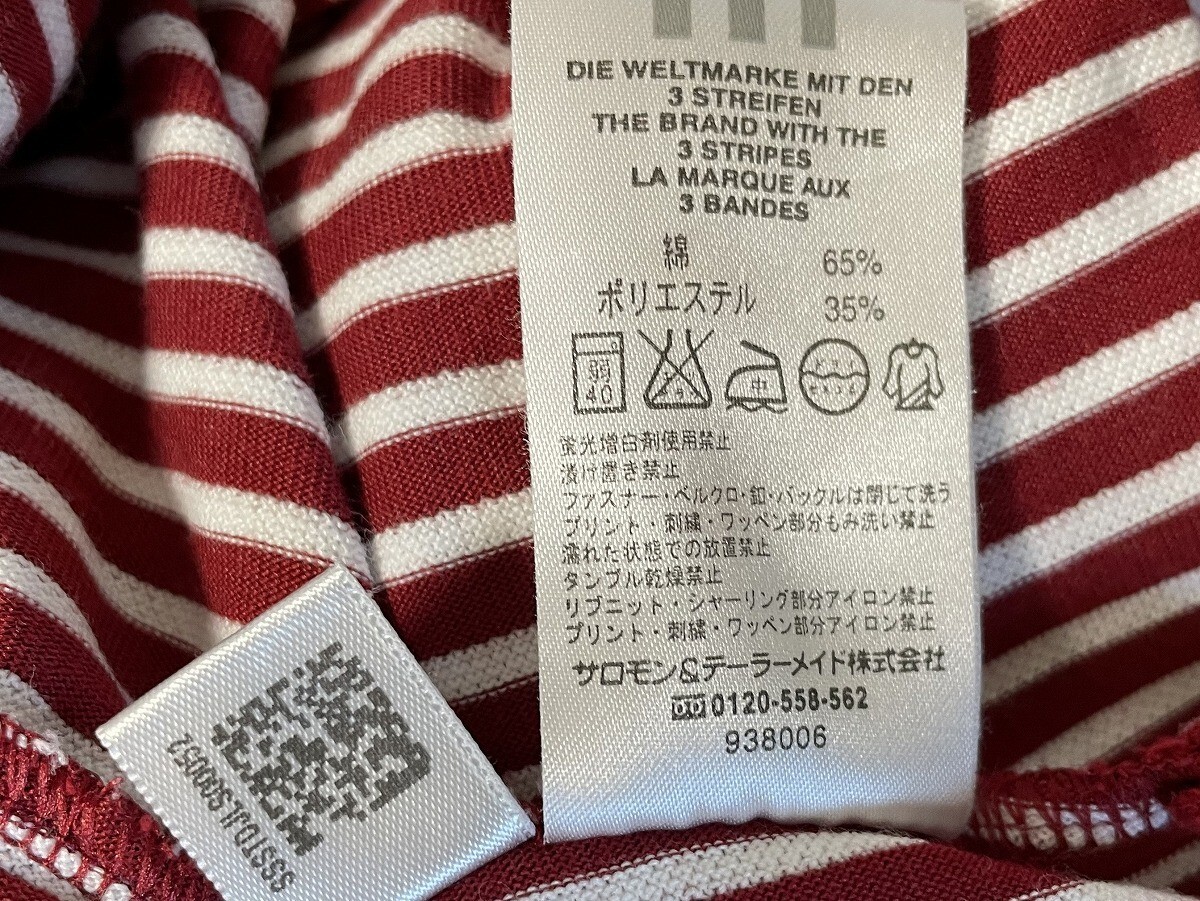 DIE WELTMARKE MIT DEN
3 STREIFEN
THE BRAND WITH THE
3 STRIPES
LA MARQUE AUX
3 BANDES
綿 65%
ポリエステル 35%
弱
40
中
蛍光増白剤使用禁止
漬け置き禁止
ファスナー・ベルクロ・釦・バックルは閉じて洗う
プリント・刺繍・ワッペン部分もみ洗い禁止
濡れた状態での放置禁止
タンブル乾燥禁止
リブニット・シャーリング部分アイロン禁止
プリント・刺繍・ワッペン部分アイロン禁止
サロモン&テーラーメイド株式会社
0120-558-562
938006